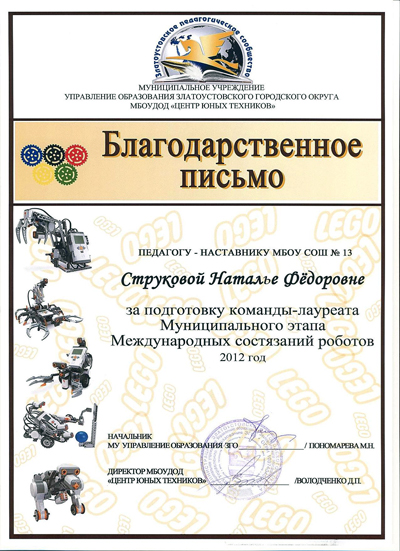 Златоустовское педагогическое сообщество
МУНИЦИПАЛЬНОЕ УЧРЕЖДЕНИЕ
УПРАВЛЕНИЕ ОБРАЗОВАНИЯ ЗЛАТОУСТОВСКОГО ГОРОДСКОГО ОКРУГА
МБОУДОД «ЦЕНТР ЮНЫХ ТЕХНИКОВ»
Благодарственное
письмо
ПЕДАГОГУ - НАСТАВНИКУ МБОУ СОШ № 13
Струковой Наталье Фёдоровне
за подготовку команды-лауреата
Муниципального этапа
Международных состязаний роботов
2012 год
НАЧАЛЬНИК
МУ УПРАВЛЕНИЕ ОБРАЗОВАНИЯ ЗГО / ПОНОМАРЕВА М.Н.
ДИРЕКТОР МБОУДОД
«ЦЕНТР ЮНЫХ ТЕХНИКОВ» /ВОЛОДЧЕНКО Д.П.
LEGO